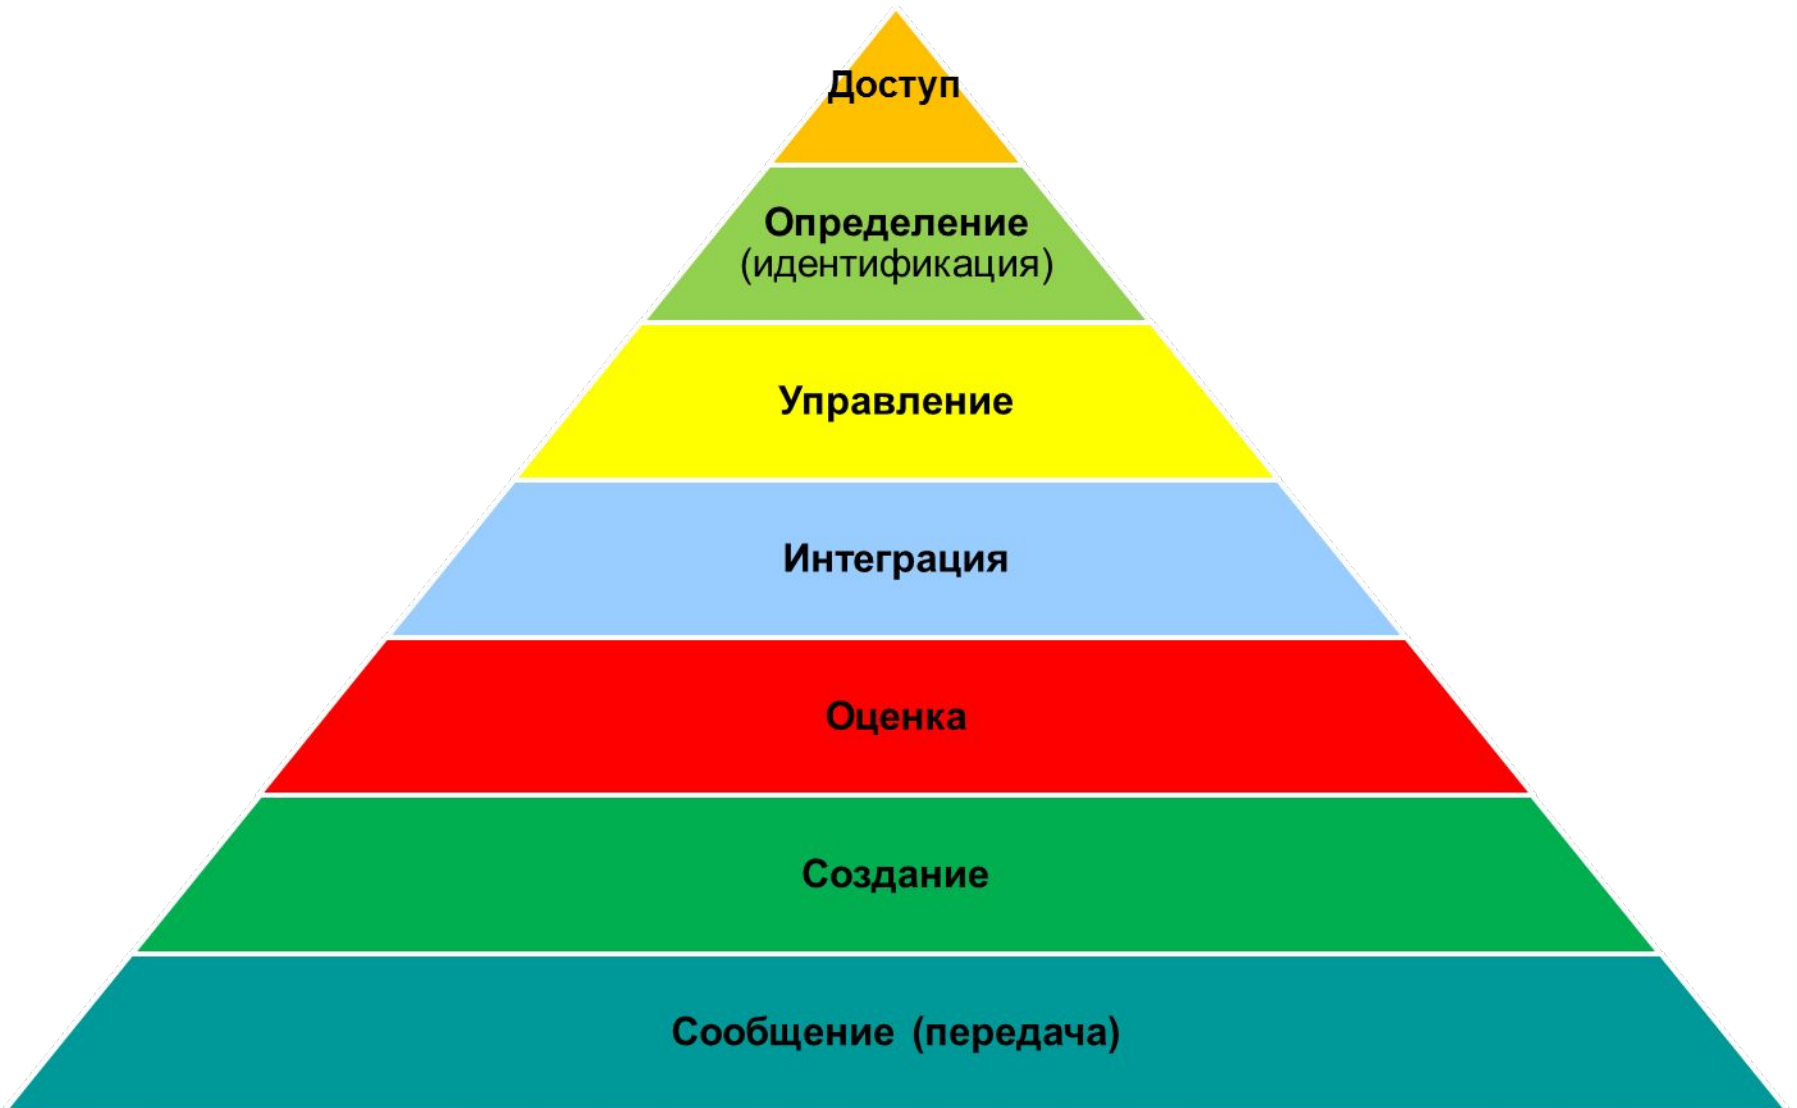 Доступ
Определение
(идентификация)
Управление
Интеграция
Оценка
Создание
Сообщение (передача)